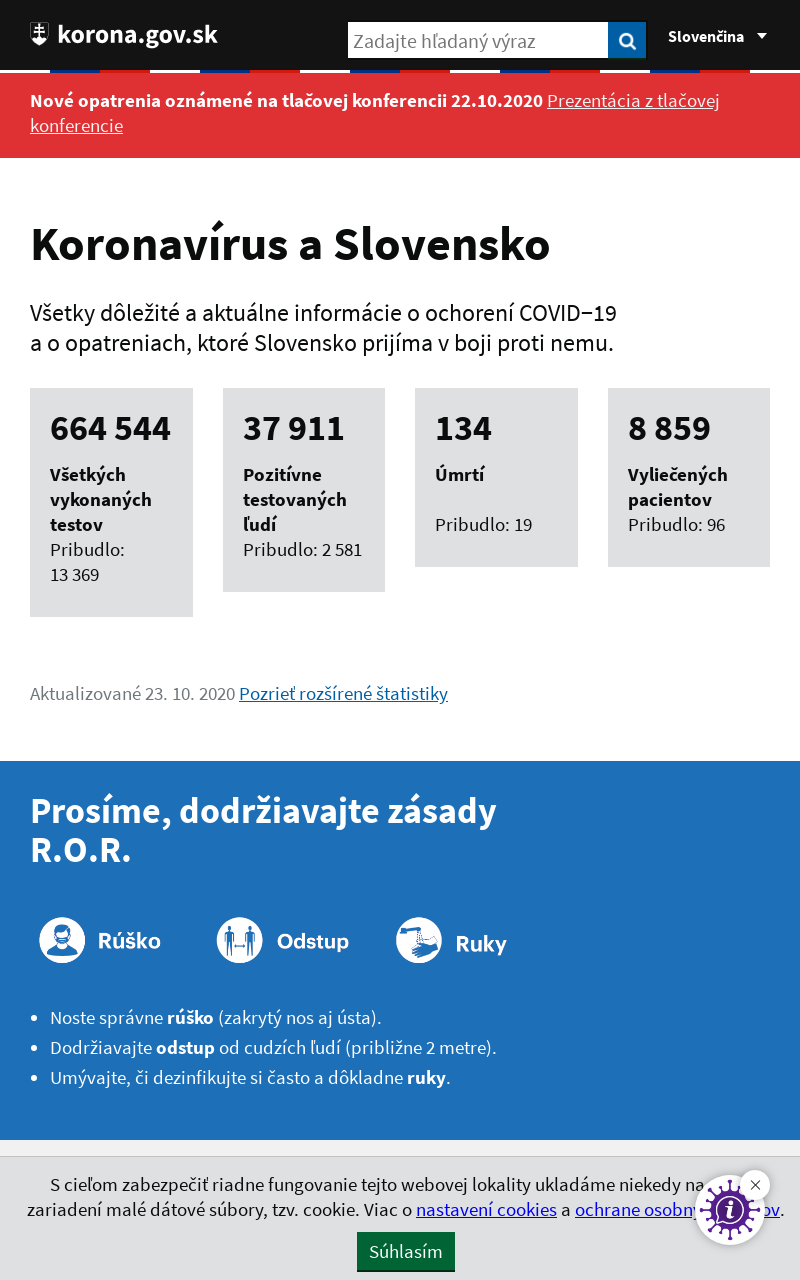 korona.gov.sk
Zadajte hľadaný výraz
Slovenčina
Nové opatrenia oznámené na tlačovej konferencii 22.10.2020 Prezentácia z tlačovej
konferencie
Koronavírus a Slovensko
Všetky dôležité a aktuálne informácie o ochorení COVID–19
a o opatreniach, ktoré Slovensko prijíma v boji proti nemu.
664 544
Všetkých
vykonaných
testov
Pribudlo:
13 369
37 911
Pozitívne
testovaných
ľudí
Pribudlo: 2 581
134
Úmrtí
Pribudlo: 19
8 859
Vyliečených
pacientov
Pribudlo: 96
Aktualizované 23. 10. 2020 Pozrieť rozšírené štatistiky
Prosíme, dodržiavajte zásady
R.O.R.
Rúško
Odstup
Ruky
Noste správne rúško (zakrytý nos aj ústa).
Dodržiavajte odstup od cudzích ľudí (približne 2 metre).
Umývajte, či dezinfikujte si často a dôkladne ruky.
S cieľom zabezpečiť riadne fungovanie tejto webovej lokality ukladáme niekedy na
zariadení malé dátové súbory, tzv. cookie. Viac o nastavení cookies a ochrane
Súhlasím